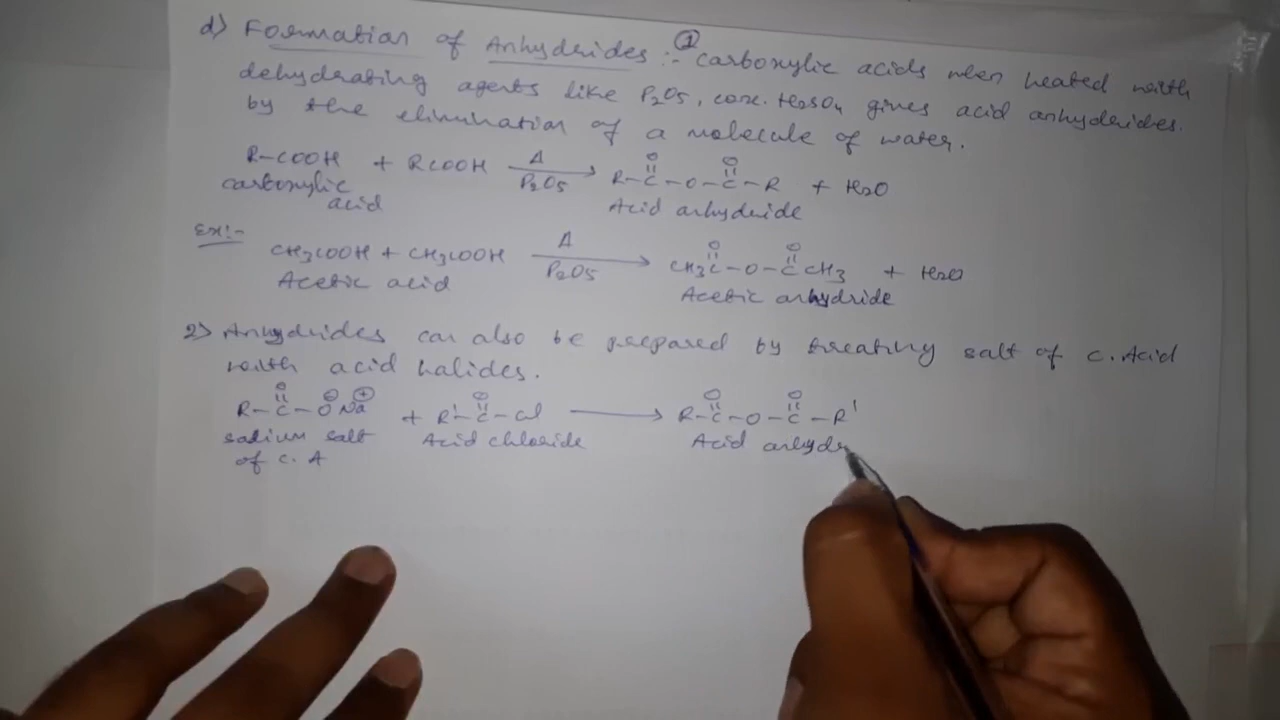 d) Formation of Anhydrides :- ① carboxylic acids when heated with
dehydrating agents like P2O5, conc. H2SO4 gives acid anhydrides
by the elimination of a molecule of water.
R-COOH + RCOOH Δ P2O5 → R-C(=O)-O-C(=O)-R + H2O
carboxylic acid Acid anhydride
Ex:-
CH3COOH + CH3COOH Δ P2O5 → CH3C(=O)-O-C(=O)CH3 + H2O
Acetic acid Acetic anhydride
2) Anhydrides can also be prepared by treating salt of c. Acid
with acid halides.
R-C(=O)-O⊖ Na⊕ + R'-C(=O)-Cl → R-C(=O)-O-C(=O)-R'
sodium salt Acid chloride Acid anhydr
of C. A